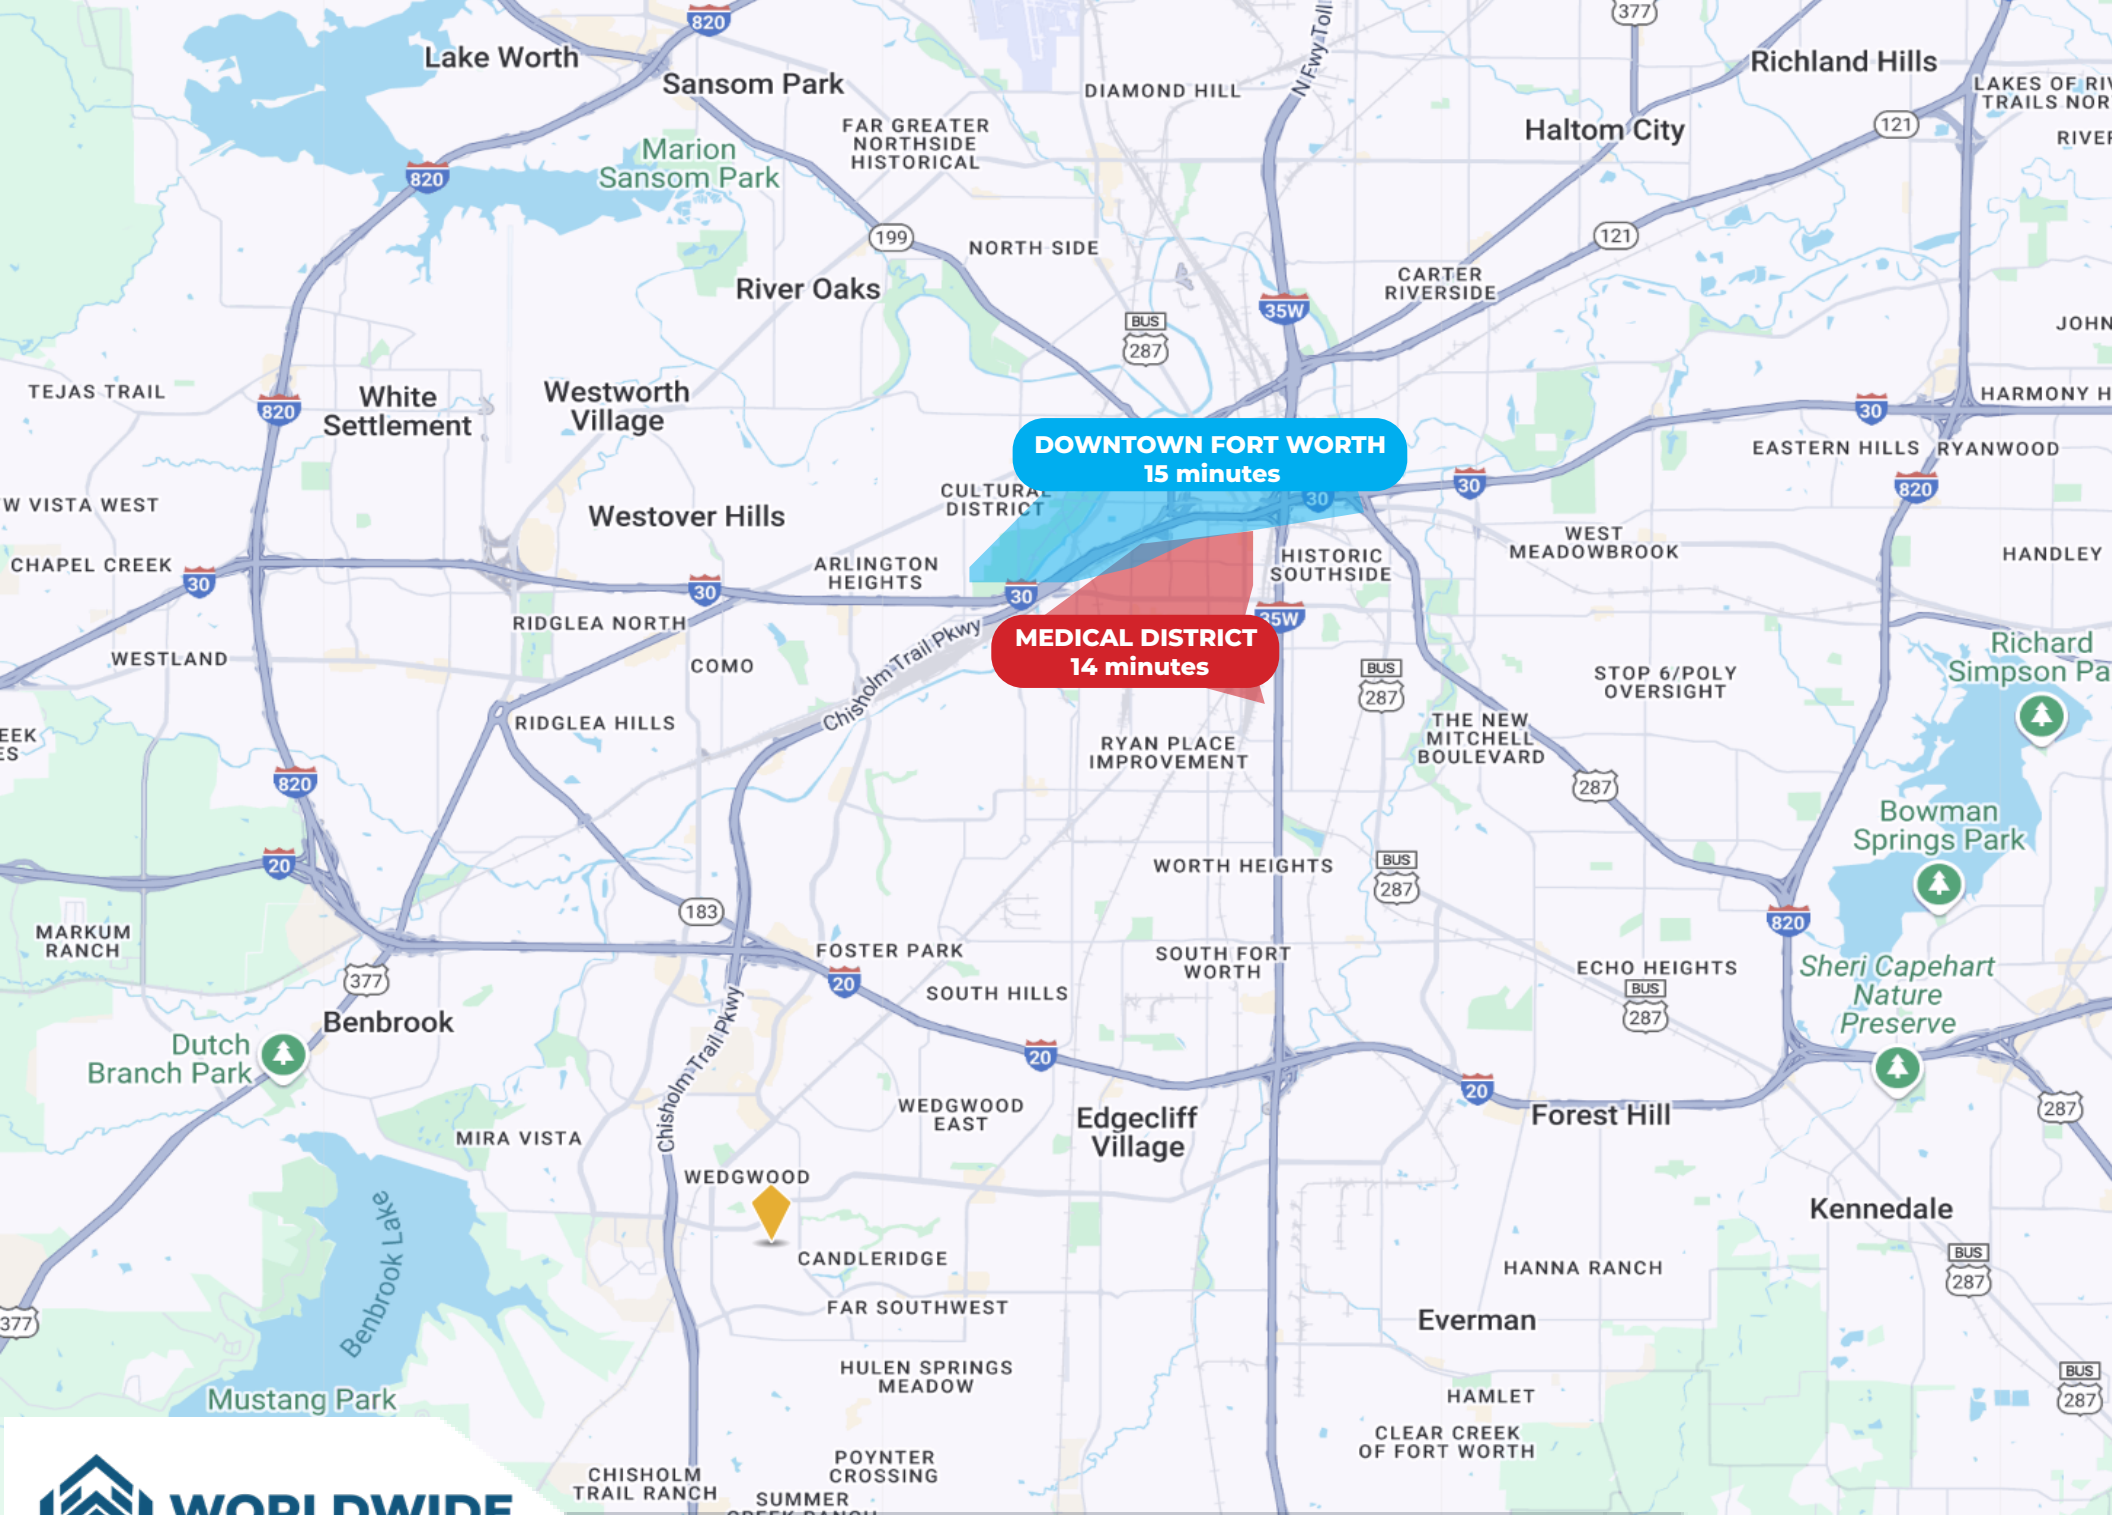 820
377
Lake Worth
Sansom Park
Richland Hills
N Fwy Toll
DIAMOND HILL
LAKES OF
TRAILS
FAR GREATER
NORTHSIDE
HISTORICAL
Haltom City
121
Marion
Sansom Park
820
199
NORTH SIDE
121
River Oaks
CARTER
RIVERSIDE
35W
BUS
287
TEJAS TRAIL
White
Settlement
Westworth
Village
820
30
HARMONY
DOWNTOWN FORT WORTH
15 minutes
EASTERN HILLS
RYANWOOD
CULTURAL
DISTRICT
30
30
820
VISTA WEST
Westover Hills
WEST
MEADOWBROOK
HANDLEY
CHAPEL CREEK
30
30
ARLINGTON
HEIGHTS
30
HISTORIC
SOUTHSIDE
RIDGLEA NORTH
35W
MEDICAL DISTRICT
14 minutes
Chisholm Trail Pkwy
Richard
Simpson
WESTLAND
COMO
BUS
287
STOP 6/POLY
OVERSIGHT
RIDGLEA HILLS
THE NEW
MITCHELL
BOULEVARD
RYAN PLACE
IMPROVEMENT
820
287
Bowman
Springs Park
20
WORTH HEIGHTS
BUS
287
183
820
MARKUM
RANCH
FOSTER PARK
SOUTH FORT
WORTH
ECHO HEIGHTS
Sheri Capehart
Nature
Preserve
377
20
SOUTH HILLS
BUS
287
Benbrook
Dutch
Branch Park
Chisholm Trail Pkwy
20
20
287
WEDGWOOD
EAST
Edgecliff
Village
Forest Hill
MIRA VISTA
WEDGWOOD
Kennedale
Benbrook Lake
CANDLERIDGE
HANNA RANCH
BUS
287
377
FAR SOUTHWEST
Everman
HULEN SPRINGS
MEADOW
Mustang Park
HAMLET
BUS
287
CLEAR CREEK
OF FORT WORTH
POYNTER
CROSSING
CHISHOLM
TRAIL RANCH
SUMMER
CREEK RANCH
WORLDWIDE